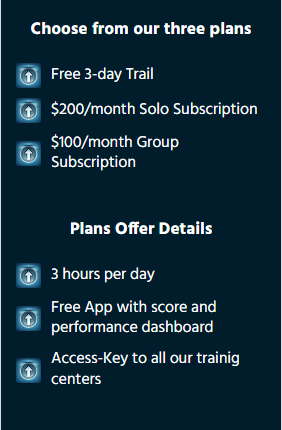 Choose from our three plans
Free 3-day Trail
$200/month Solo Subscription
$100/month Group
Subscription
Plans Offer Details
3 hours per day
Free App with score and
performance dashboard
Access-Key to all our trainig
centers